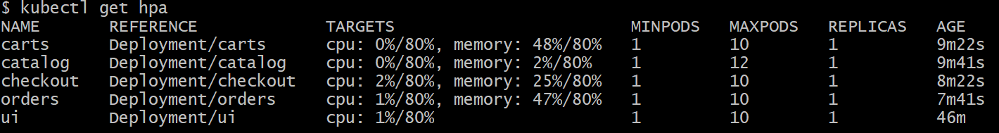 $ kubectl get hpa
NAME REFERENCE TARGETS MINPODS MAXPODS REPLICAS AGE
carts Deployment/carts cpu: 0%/80%, memory: 48%/80% 1 10 1 9m22s
catalog Deployment/catalog cpu: 0%/80%, memory: 2%/80% 1 12 1 9m41s
checkout Deployment/checkout cpu: 2%/80%, memory: 25%/80% 1 10 1 8m22s
orders Deployment/orders cpu: 1%/80%, memory: 47%/80% 1 10 1 7m41s
ui Deployment/ui cpu: 1%/80% 1 10 1 46m